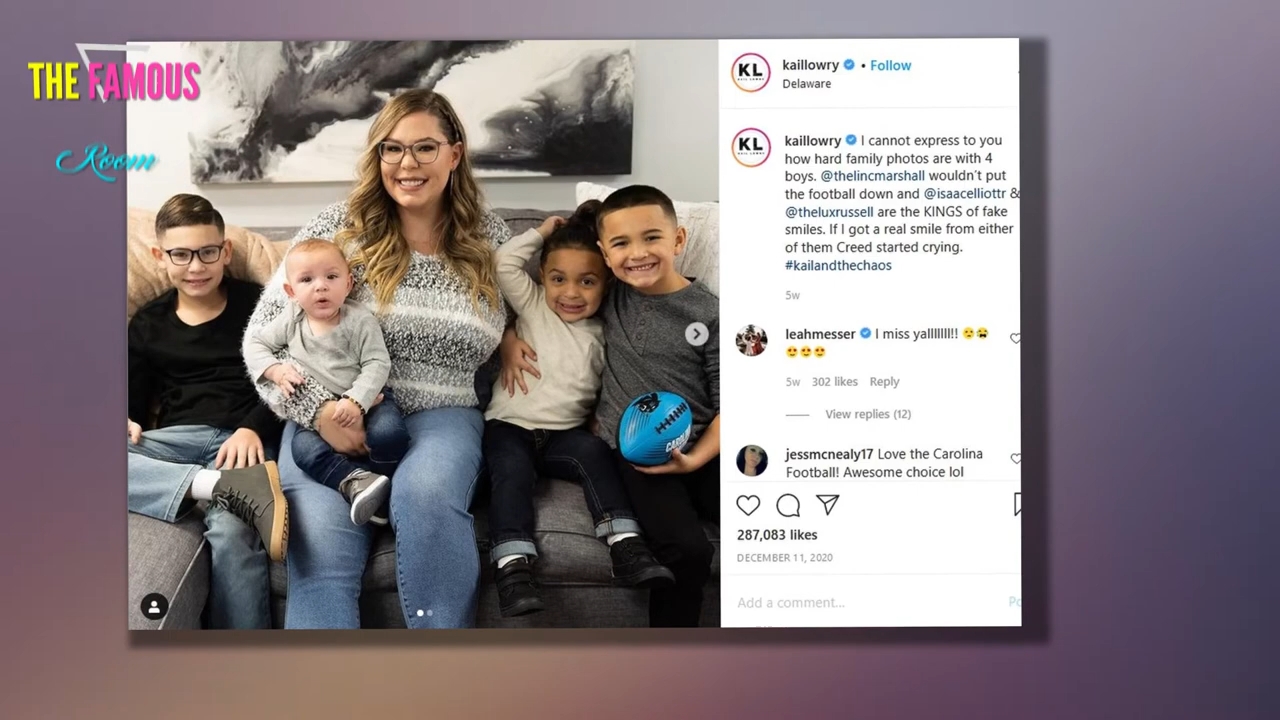 THE FAMOUS
Room
KL
kaillowry • Follow
Delaware
KL
kaillowry I cannot express to you
how hard family photos are with 4
boys. @thelincmarshall wouldn't put
the football down and @isaacelliottr &
@theluxrussell are the KINGS of fake
smiles. If I got a real smile from either
of them Creed started crying.
#kailandthechaos
5w
leahmesser I miss yallllllll!! 😍😭
😍😍😍
5w 302 likes Reply
View replies (12)
jessmcnealy17 Love the Carolina
Football! Awesome choice lol
287,083 likes
DECEMBER 11, 2020
Add a comment...
CAROLINA